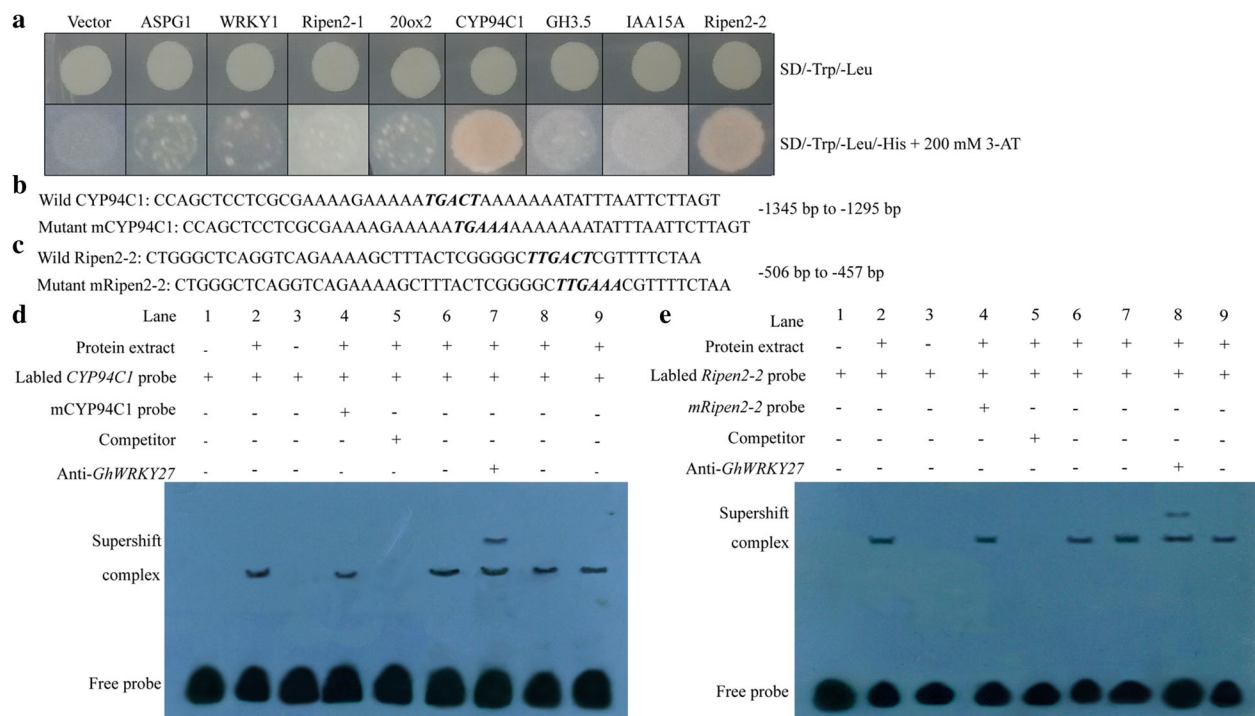 a
Vector ASPG1 WRKY1 Ripen2-1 20ox2 CYP94C1 GH3.5 IAA15A Ripen2-2
SD/-Trp/-Leu
SD/-Trp/-Leu/-His + 200 mM 3-AT
b
Wild CYP94C1: CCAGCTCCTCGCGAAAAGAAAAATGACTAAAAAAATATTTAATTCTTAGT
-1345 bp to -1295 bp
Mutant mCYP94C1: CCAGCTCCTCGCGAAAAGAAAAATGAAAAAAAAAATATTTAATTCTTAGT
c
Wild Ripen2-2: CTGGGCTCAGGTCAGAAAAGCTTTACTCGGGGCTTGACTCGTTTTCTAA
-506 bp to -457 bp
Mutant mRipen2-2: CTGGGCTCAGGTCAGAAAAGCTTTACTCGGGGCTTGAAACGTTTTCTAA
d
Lane 1 2 3 4 5 6 7 8 9
Protein extract - + - + + + + + +
Labled CYP94C1 probe + + + + + + + + +
mCYP94C1 probe - - - + - - - - -
Competitor - - - - + - - - -
Anti-GhWRKY27 - - - - - - + - -
Supershift
complex
Free probe
e
Lane 1 2 3 4 5 6 7 8 9
Protein extract - + - + + + + + +
Labled Ripen2-2 probe + + + + + + + + +
mRipen2-2 probe - - - + - - - - -
Competitor - - - - + - - - -
Anti-GhWRKY27 - - - - - - - + -
Supershift
complex
Free probe